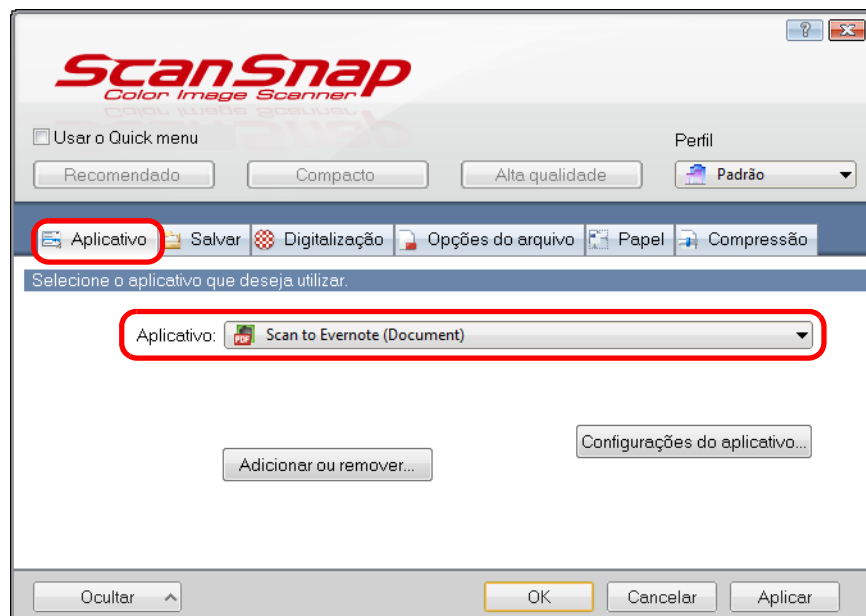 ScanSnap
Color Image Scanner
Usar o Quick menu
Perfil
Recomendado Compacto Alta qualidade Padrão
Aplicativo Salvar Digitalização Opções do arquivo Papel Compressão
Selecione o aplicativo que deseja utilizar.
Aplicativo: PDF Scan to Evernote (Document)
Configurações do aplicativo...
Adicionar ou remover...
Ocultar OK Cancelar Aplicar